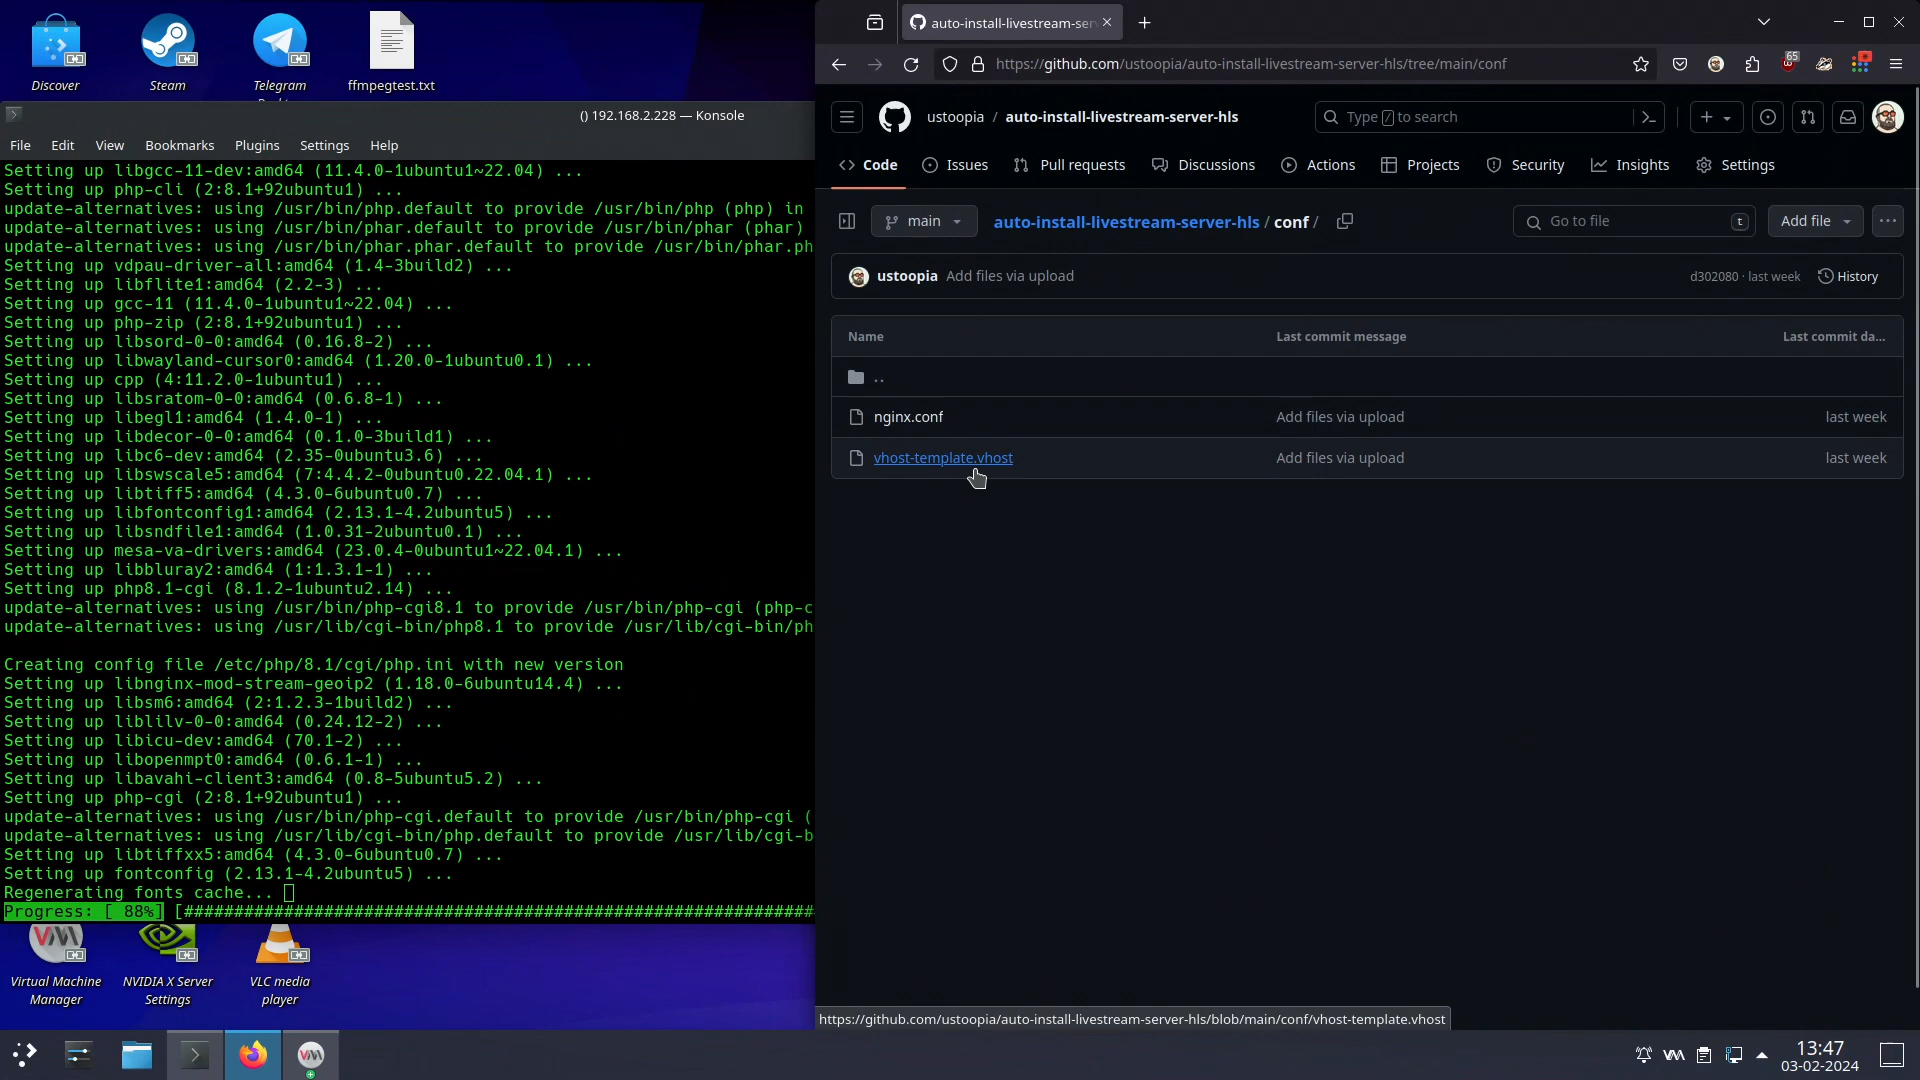 Discover
Steam
Telegram
ffmpegtest.txt
() 192.168.2.228 — Konsole
File Edit View Bookmarks Plugins Settings Help
Setting up libgcc-11-dev:amd64 (11.4.0-1ubuntu1~22.04) ...
Setting up php-cli (2:8.1+92ubuntu1) ...
update-alternatives: using /usr/bin/php.default to provide /usr/bin/php (php) in
update-alternatives: using /usr/bin/phar.default to provide /usr/bin/phar (phar)
update-alternatives: using /usr/bin/phar.phar.default to provide /usr/bin/phar.ph
Setting up vdpau-driver-all:amd64 (1.4-3build2) ...
Setting up libflite1:amd64 (2.2-3) ...
Setting up gcc-11 (11.4.0-1ubuntu1~22.04) ...
Setting up php-zip (2:8.1+92ubuntu1) ...
Setting up libsord-0-0:amd64 (0.16.8-2) ...
Setting up libwayland-cursor0:amd64 (1.20.0-1ubuntu0.1) ...
Setting up cpp (4:11.2.0-1ubuntu1) ...
Setting up libsratom-0-0:amd64 (0.6.8-1) ...
Setting up libegl1:amd64 (1.4.0-1) ...
Setting up libdecor-0-0:amd64 (0.1.0-3build1) ...
Setting up libc6-dev:amd64 (2.35-0ubuntu3.6) ...
Setting up libswscale5:amd64 (7:4.4.2-0ubuntu0.22.04.1) ...
Setting up libtiff5:amd64 (4.3.0-6ubuntu0.7) ...
Setting up libfontconfig1:amd64 (2.13.1-4.2ubuntu5) ...
Setting up libsndfile1:amd64 (1.0.31-2ubuntu0.1) ...
Setting up mesa-va-drivers:amd64 (23.0.4-0ubuntu1~22.04.1) ...
Setting up libbluray2:amd64 (1:1.3.1-1) ...
Setting up php8.1-cgi (8.1.2-1ubuntu2.14) ...
update-alternatives: using /usr/bin/php-cgi8.1 to provide /usr/bin/php-cgi (php-c
update-alternatives: using /usr/lib/cgi-bin/php8.1 to provide /usr/lib/cgi-bin/ph
Creating config file /etc/php/8.1/cgi/php.ini with new version
Setting up libnginx-mod-stream-geoip2 (1.18.0-6ubuntu14.4) ...
Setting up libsm6:amd64 (2:1.2.3-1build2) ...
Setting up liblilv-0-0:amd64 (0.24.12-2) ...
Setting up libicu-dev:amd64 (70.1-2) ...
Setting up libopenmpt0:amd64 (0.6.1-1) ...
Setting up libavahi-client3:amd64 (0.8-5ubuntu5.2) ...
Setting up php-cgi (2:8.1+92ubuntu1) ...
update-alternatives: using /usr/bin/php-cgi.default to provide /usr/bin/php-cgi (
update-alternatives: using /usr/lib/cgi-bin/php.default to provide /usr/lib/cgi-b
Setting up libtiffxx5:amd64 (4.3.0-6ubuntu0.7) ...
Setting up fontconfig (2.13.1-4.2ubuntu5) ...
Regenerating fonts cache...
Progress: [ 88%] [###############################################################
Virtual Machine Manager
NVIDIA X Server Settings
VLC media player
auto-install-livestream-ser
https://github.com/ustoopia/auto-install-livestream-server-hls/tree/main/conf
65
ustoopia / auto-install-livestream-server-hls
Type / to search
Code Issues Pull requests Discussions Actions Projects Security Insights Settings
main auto-install-livestream-server-hls / conf / Go to file t Add file
ustoopia Add files via upload d302080 · last week History
Name Last commit message Last commit da...
..
nginx.conf Add files via upload last week
vhost-template.vhost Add files via upload last week
https://github.com/ustoopia/auto-install-livestream-server-hls/blob/main/conf/vhost-template.vhost
13:47
03-02-2024